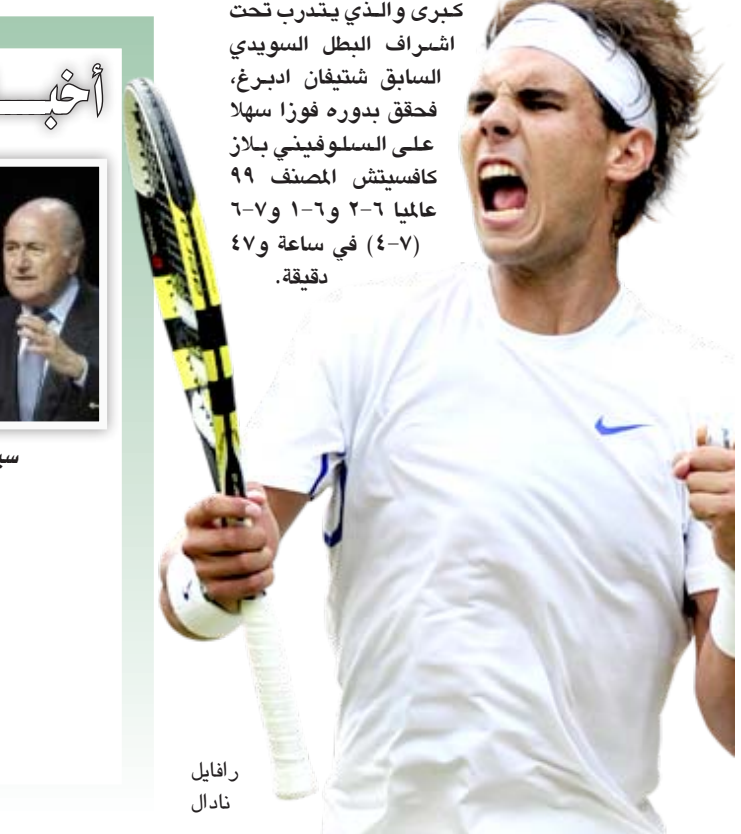 كبرى والذي يتدرب تحت
اشراف البطل السويدي
السابق شتيفان ادبرغ،
فحقق بدوره فوزا سهلا
على السلوفيني بلاز
كافسيتش المصنف ٩٩
عالميا ٦-٢ و٦-١ و٧-٦
(٧-٤) في ساعة و٤٧
دقيقة.
رافايل
نادال